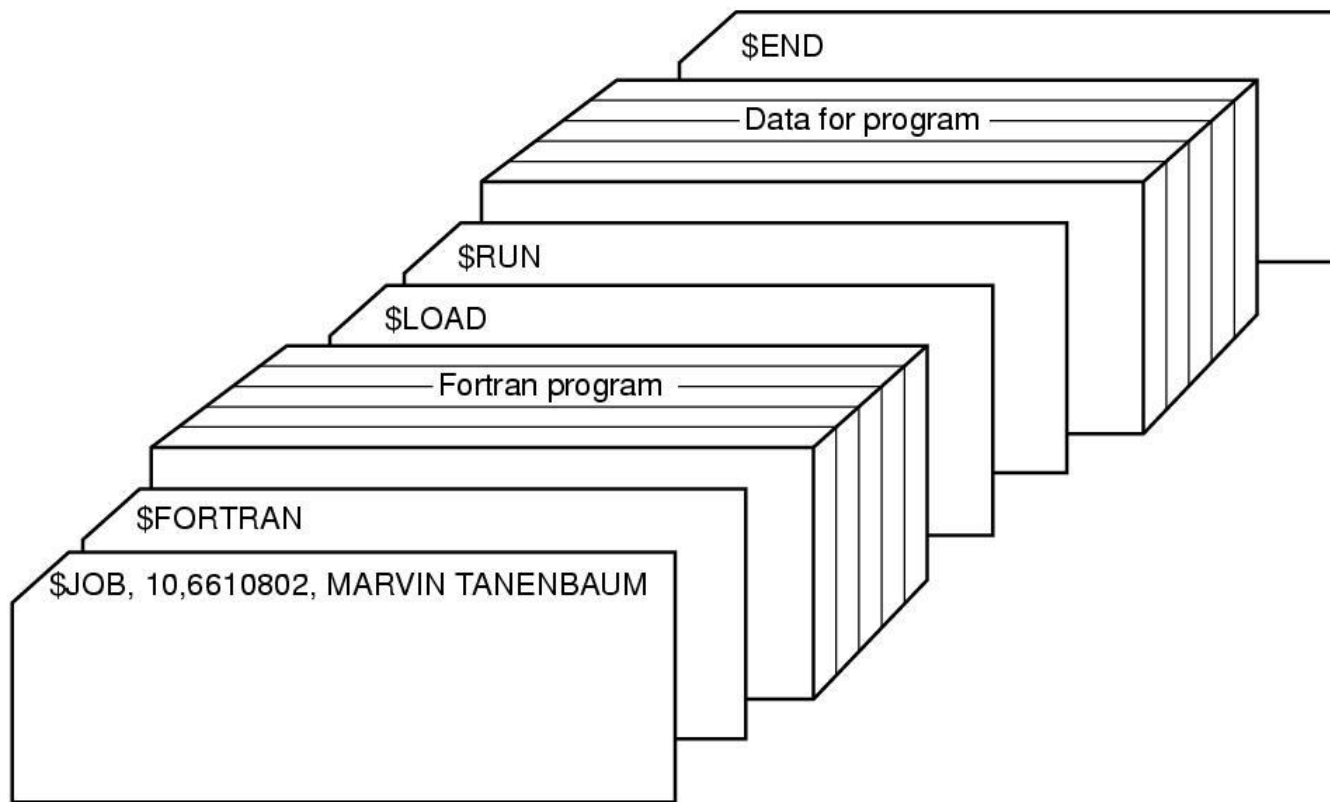 $END
Data for program
$RUN
$LOAD
Fortran program
$FORTRAN
$JOB, 10,6610802, MARVIN TANENBAUM